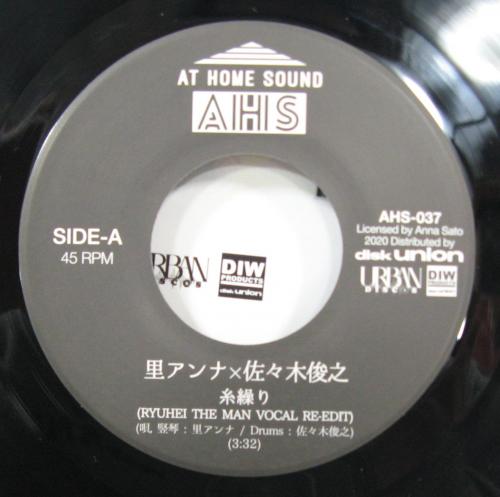 AT HOME SOUND
AHS
SIDE-A
45 RPM
AHS-037
Licensed by Anna Sato
2020 Distributed by
disk union
URBAN
DISCOS
DIW
PRODUCTS
RBAN
DIW
PRODUCTS
disk union
里アンナ×佐々木俊之
糸繰り
(RYUHEI THE MAN VOCAL RE-EDIT)
(唄, 竪琴 : 里アンナ / Drums : 佐々木俊之)
(3:32)